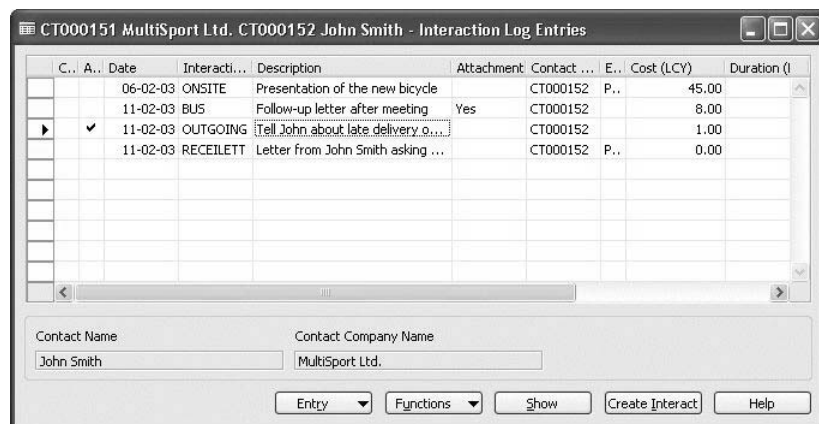 CT000151 MultiSport Ltd. CT000152 John Smith - Interaction Log Entries
C.. A.. Date Interacti... Description Attachment Contact ... E.. Cost (LCY) Duration (I
06-02-03 ONSITE Presentation of the new bicycle CT000152 P.. 45.00
11-02-03 BUS Follow-up letter after meeting Yes CT000152 8.00
11-02-03 OUTGOING Tell John about late delivery o... CT000152 1.00
11-02-03 RECEILETT Letter from John Smith asking ... CT000152 P.. 0.00
Contact Name Contact Company Name
John Smith MultiSport Ltd.
Entry Functions Show Create Interact Help